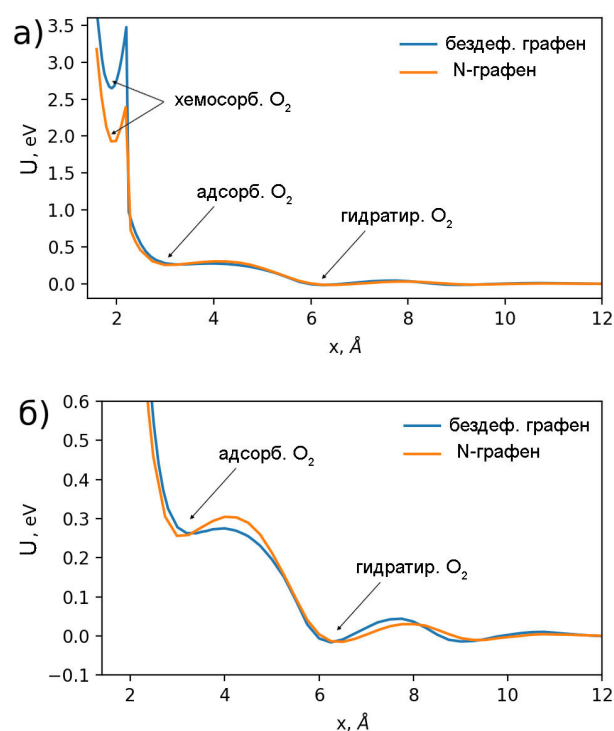 а)
бездеф. графен
N-графен
хемосорб. O₂
адсорб. O₂
гидратир. O₂
U, eV
3.5
3.0
2.5
2.0
1.5
1.0
0.5
0.0
2 4 6 8 10 12
x, Å
б)
бездеф. графен
N-графен
адсорб. O₂
гидратир. O₂
U, eV
0.6
0.5
0.4
0.3
0.2
0.1
0.0
−0.1
2 4 6 8 10 12
x, Å